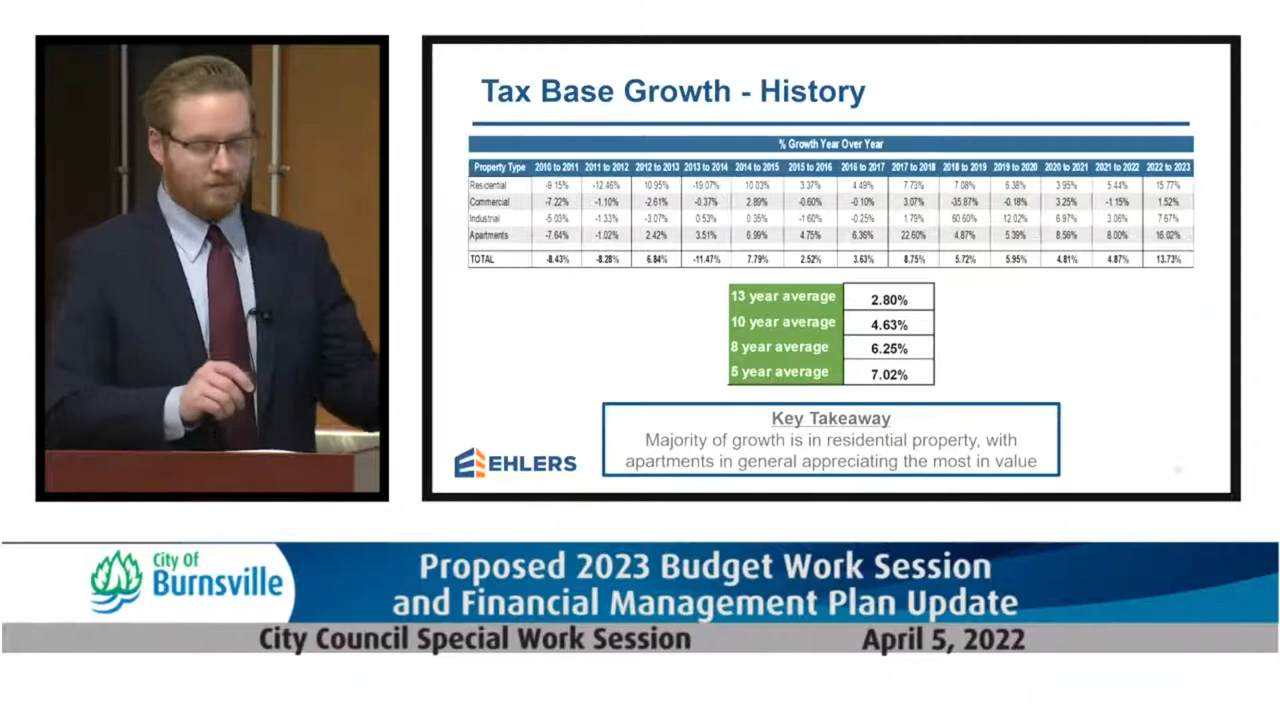 Tax Base Growth - History
% Growth Year Over Year
Property Type 2010 to 2011 2011 to 2012 2012 to 2013 2013 to 2014 2014 to 2015 2015 to 2016 2016 to 2017 2017 to 2018 2018 to 2019 2019 to 2020 2020 to 2021 2021 to 2022 2022 to 2023
Residential -9.15% -12.46% 10.95% -19.07% 10.03% 3.37% 4.49% 7.73% 7.08% 6.38% 3.95% 5.44% 15.77%
Commercial -7.22% -1.10% -2.61% -0.37% 2.89% -0.60% -0.10% 3.07% -35.87% -0.18% 3.25% -1.15% 1.52%
Industrial -5.03% -1.33% -3.07% 0.53% 0.35% -1.60% -0.25% 1.79% 60.60% 12.02% 6.97% 3.06% 7.67%
Apartments -7.64% -1.02% 2.42% 3.51% 6.99% 4.75% 6.36% 22.60% 4.87% 5.39% 8.56% 8.00% 16.02%
TOTAL -8.43% -8.28% 6.84% -11.47% 7.79% 2.52% 3.63% 8.75% 5.72% 5.95% 4.81% 4.87% 13.73%
13 year average 2.80%
10 year average 4.63%
8 year average 6.25%
5 year average 7.02%
Key Takeaway
Majority of growth is in residential property, with
apartments in general appreciating the most in value
EHLERS
City Of
Burnsville
Proposed 2023 Budget Work Session
and Financial Management Plan Update
City Council Special Work Session April 5, 2022